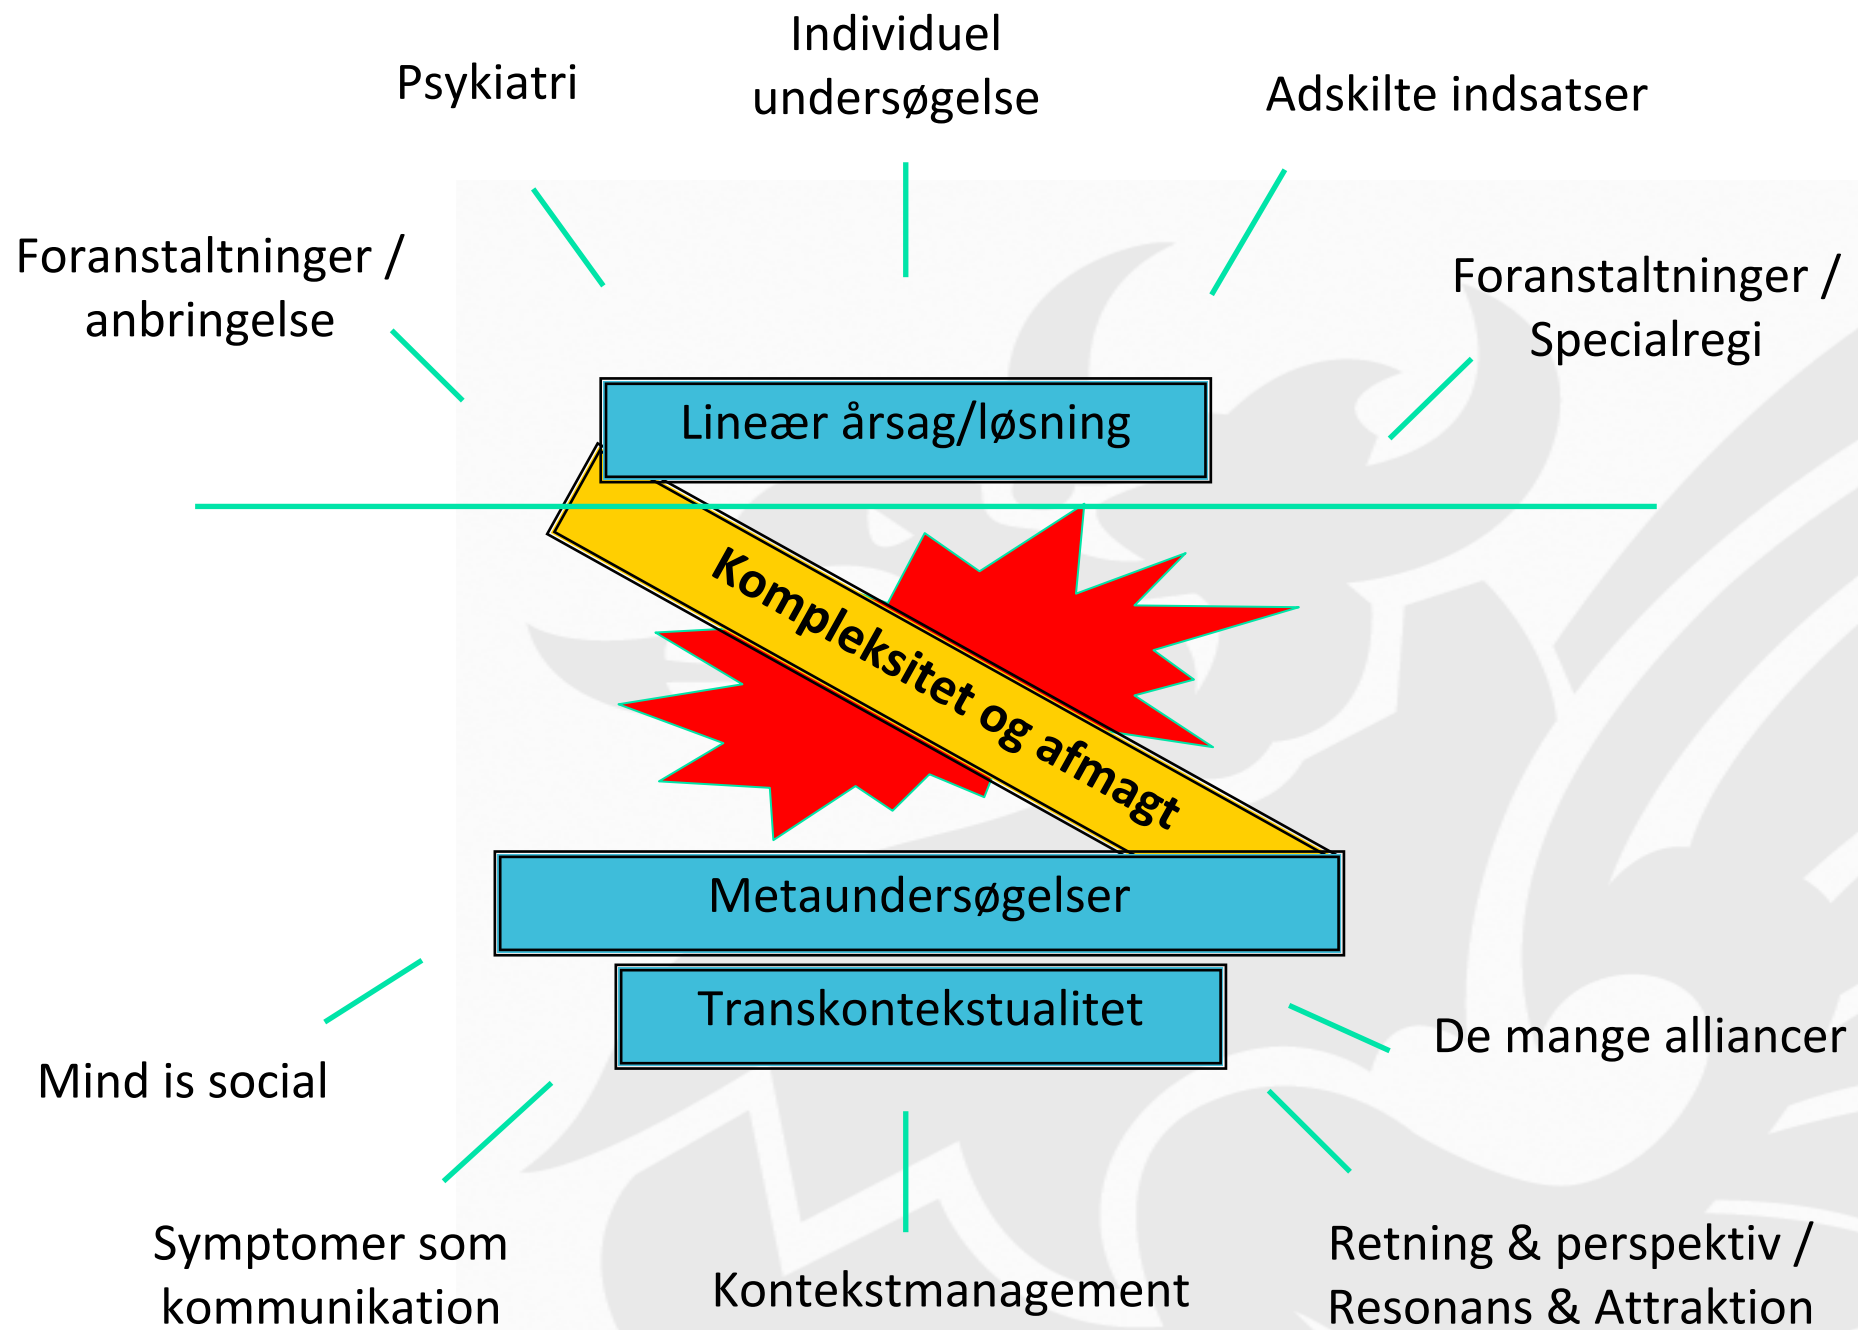 Psykiatri
Individuel
undersøgelse
Adskilte indsatser
Foranstaltninger /
anbringelse
Foranstaltninger /
Specialregi
Lineær årsag/løsning
Kompleksitet og afmagt
Metaundersøgelser
Transkontekstualitet
Mind is social
De mange alliancer
Symptomer som
kommunikation
Kontekstmanagement
Retning & perspektiv /
Resonans & Attraktion